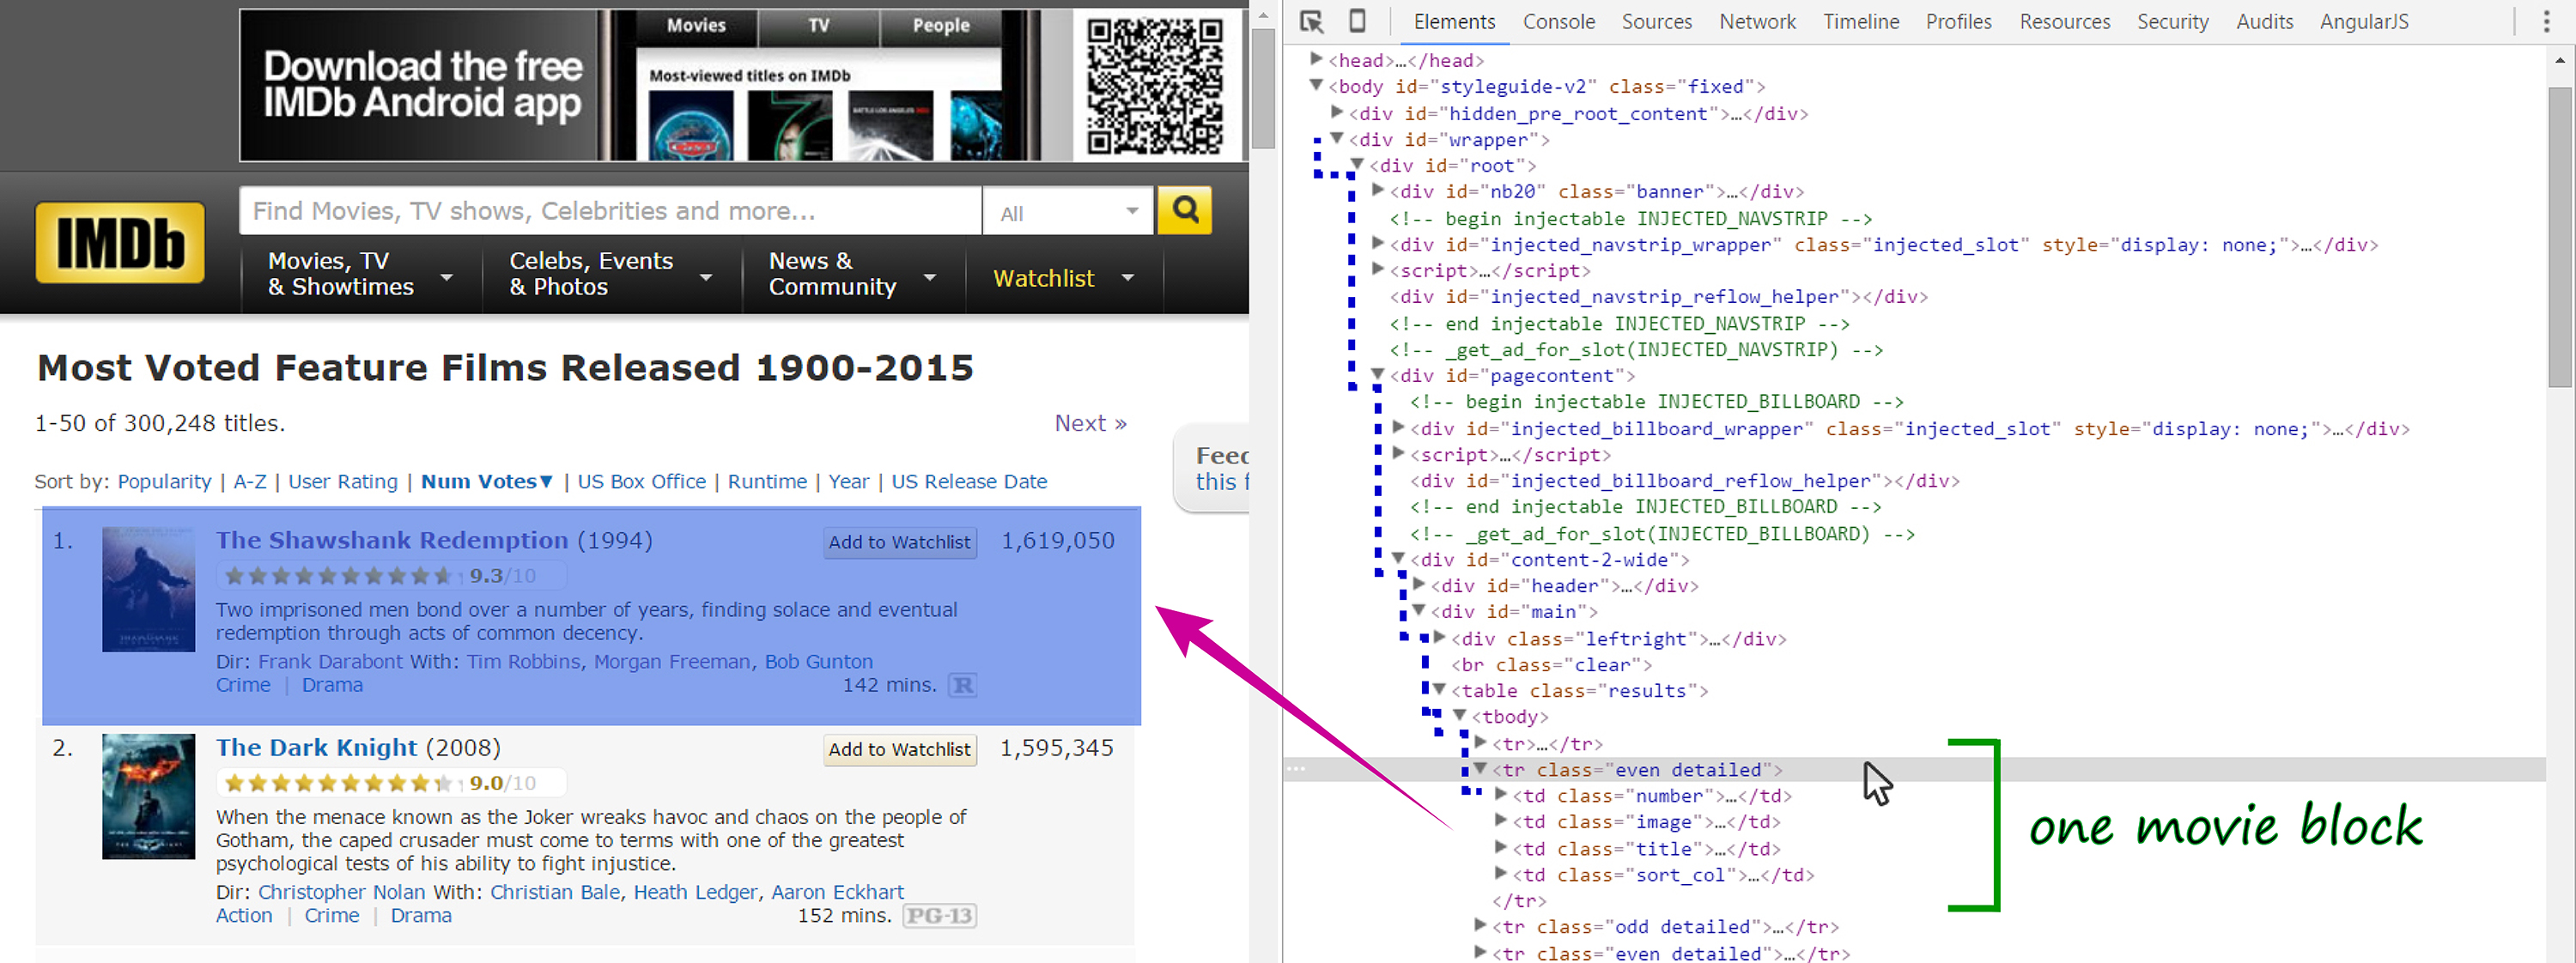 Download the free
IMDb Android app
Movies
TV
People
Most-viewed titles on IMDb
IMDb
Find Movies, TV shows, Celebrities and more...
All
Movies, TV
& Showtimes
Celebs, Events
& Photos
News &
Community
Watchlist
Most Voted Feature Films Released 1900-2015
1-50 of 300,248 titles.
Next »
Sort by: Popularity | A-Z | User Rating | Num Votes▼ | US Box Office | Runtime | Year | US Release Date
Feed
this f
1.
The Shawshank Redemption (1994)
Add to Watchlist
1,619,050
9.3/10
Two imprisoned men bond over a number of years, finding solace and eventual
redemption through acts of common decency.
Dir: Frank Darabont With: Tim Robbins, Morgan Freeman, Bob Gunton
Crime | Drama
142 mins. R
2.
The Dark Knight (2008)
Add to Watchlist
1,595,345
9.0/10
When the menace known as the Joker wreaks havoc and chaos on the people of
Gotham, the caped crusader must come to terms with one of the greatest
psychological tests of his ability to fight injustice.
Dir: Christopher Nolan With: Christian Bale, Heath Ledger, Aaron Eckhart
Action | Crime | Drama
152 mins. PG-13
Elements Console Sources Network Timeline Profiles Resources Security Audits AngularJS
<head>…</head>
<body id="styleguide-v2" class="fixed">
<div id="hidden_pre_root_content">…</div>
<div id="wrapper">
<div id="root">
<div id="nb20" class="banner">…</div>
<!-- begin injectable INJECTED_NAVSTRIP -->
<div id="injected_navstrip_wrapper" class="injected_slot" style="display: none;">…</div>
<script>…</script>
<div id="injected_navstrip_reflow_helper"></div>
<!-- end injectable INJECTED_NAVSTRIP -->
<!-- _get_ad_for_slot(INJECTED_NAVSTRIP) -->
<div id="pagecontent">
<!-- begin injectable INJECTED_BILLBOARD -->
<div id="injected_billboard_wrapper" class="injected_slot" style="display: none;">…</div>
<script>…</script>
<div id="injected_billboard_reflow_helper"></div>
<!-- end injectable INJECTED_BILLBOARD -->
<!-- _get_ad_for_slot(INJECTED_BILLBOARD) -->
<div id="content-2-wide">
<div id="header">…</div>
<div id="main">
<div class="leftright">…</div>
<br class="clear">
<table class="results">
<tbody>
<tr>…</tr>
<tr class="even detailed">
<td class="number">…</td>
<td class="image">…</td>
<td class="title">…</td>
<td class="sort_col">…</td>
</tr>
<tr class="odd detailed">…</tr>
<tr class="even detailed">…</tr>
one movie block